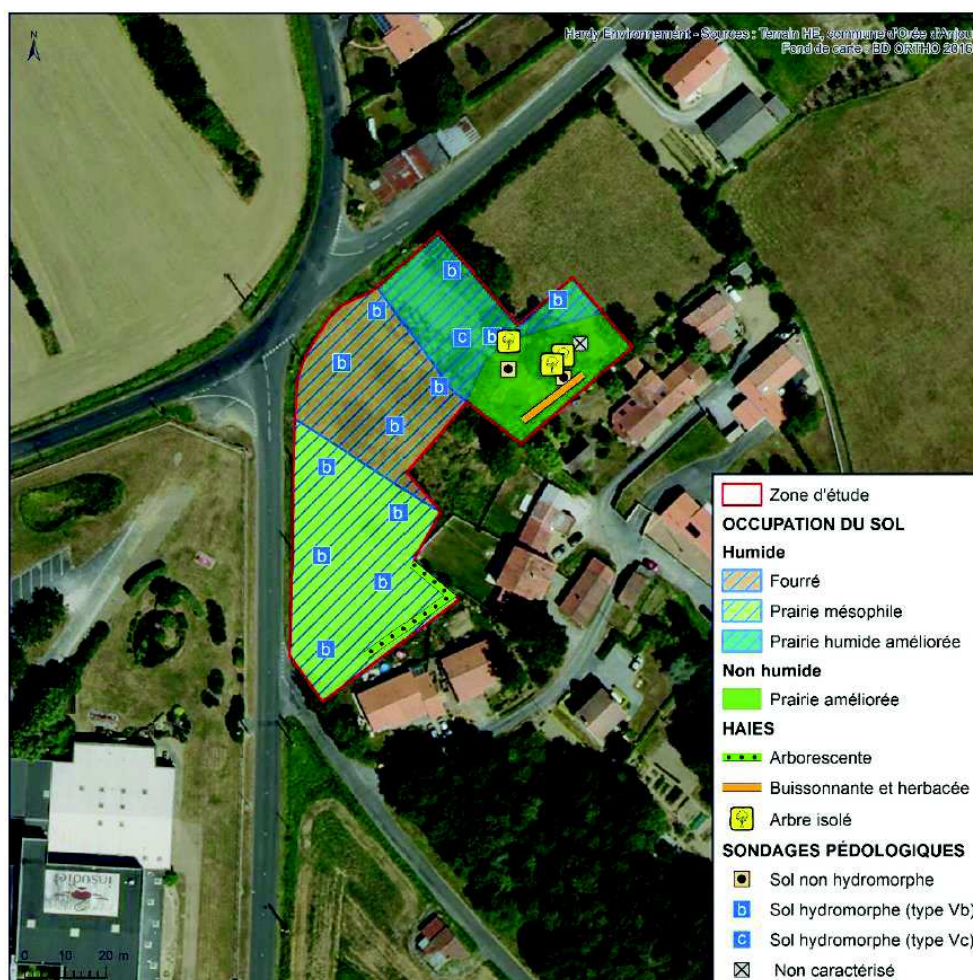 N
Hardy Environnement - Sources : Terrain HE, commune d'Orée d'Anjou
Fond de carte : BD ORTHO 2016
b
b
b
b
c
b
b
b
b
b
b
b
b
b
Zone d'étude
OCCUPATION DU SOL
Humide
Fourré
Prairie mésophile
Prairie humide améliorée
Non humide
Prairie améliorée
HAIES
Arborescente
Buissonnante et herbacée
Arbre isolé
SONDAGES PÉDOLOGIQUES
Sol non hydromorphe
b Sol hydromorphe (type Vb)
c Sol hydromorphe (type Vc)
Non caractérisé
insudiet
0 10 20 m